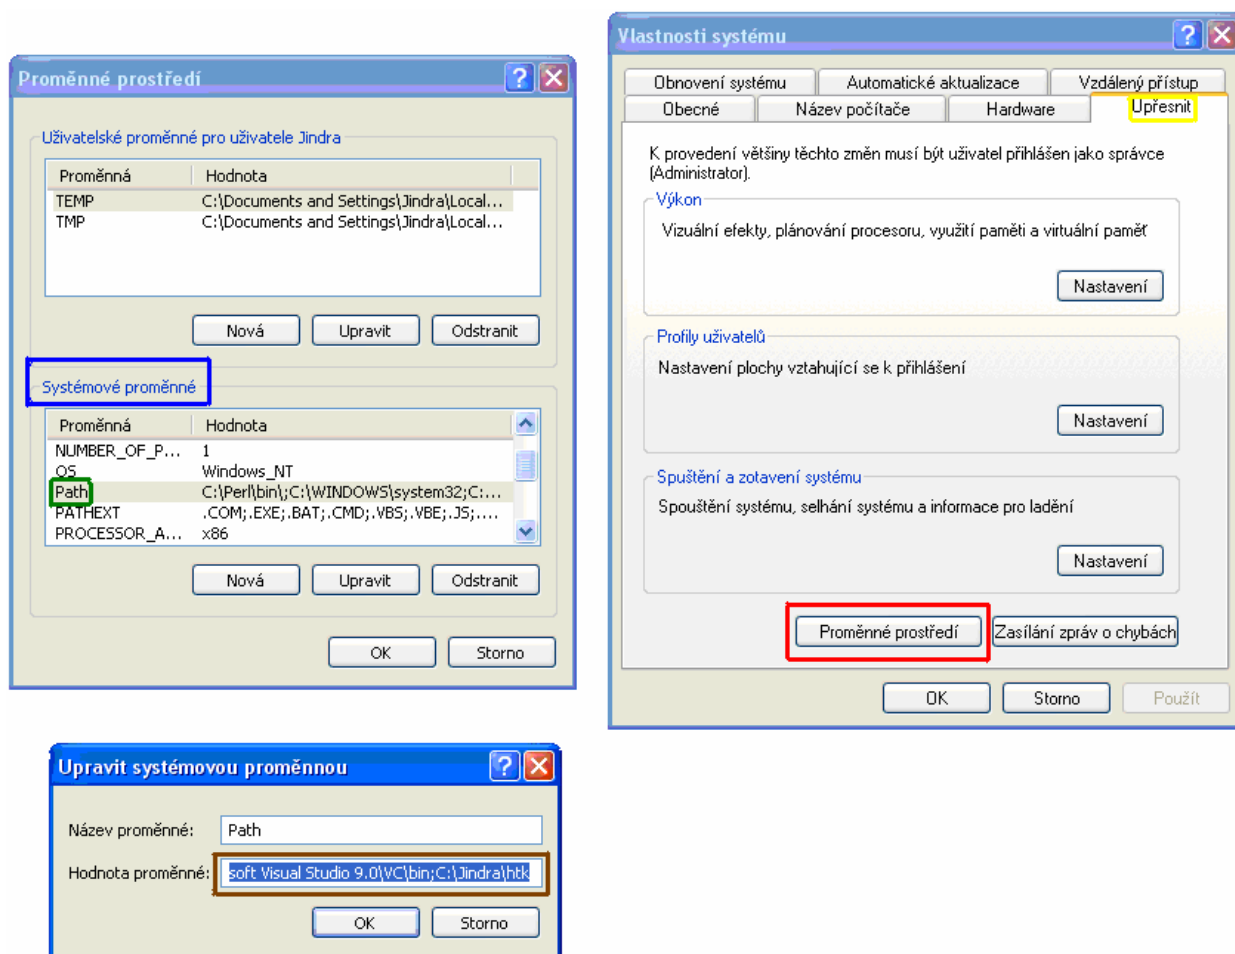 Proměnné prostředí
Uživatelské proměnné pro uživatele Jindra
Proměnná Hodnota
TEMP C:\Documents and Settings\Jindra\Local...
TMP C:\Documents and Settings\Jindra\Local...
Nová Upravit Odstranit
Systémové proměnné
Proměnná Hodnota
NUMBER_OF_P... 1
OS Windows_NT
Path C:\Perl\bin\;C:\WINDOWS\system32;C:...
PATHEXT .COM;.EXE;.BAT;.CMD;.VBS;.VBE;.JS;....
PROCESSOR_A... x86
Nová Upravit Odstranit
OK Storno
Vlastnosti systému
Obnovení systému Automatické aktualizace Vzdálený přístup
Obecné Název počítače Hardware Upřesnit
K provedení většiny těchto změn musí být uživatel přihlášen jako správce
(Administrator).
Výkon
Vizuální efekty, plánování procesoru, využití paměti a virtuální paměť
Nastavení
Profily uživatelů
Nastavení plochy vztahující se k přihlášení
Nastavení
Spuštění a zotavení systému
Spouštění systému, selhání systému a informace pro ladění
Nastavení
Proměnné prostředí Zasílání zpráv o chybách
OK Storno Použít
Upravit systémovou proměnnou
Název proměnné: Path
Hodnota proměnné: soft Visual Studio 9.0\VC\bin;C:\Jindra\htk
OK Storno